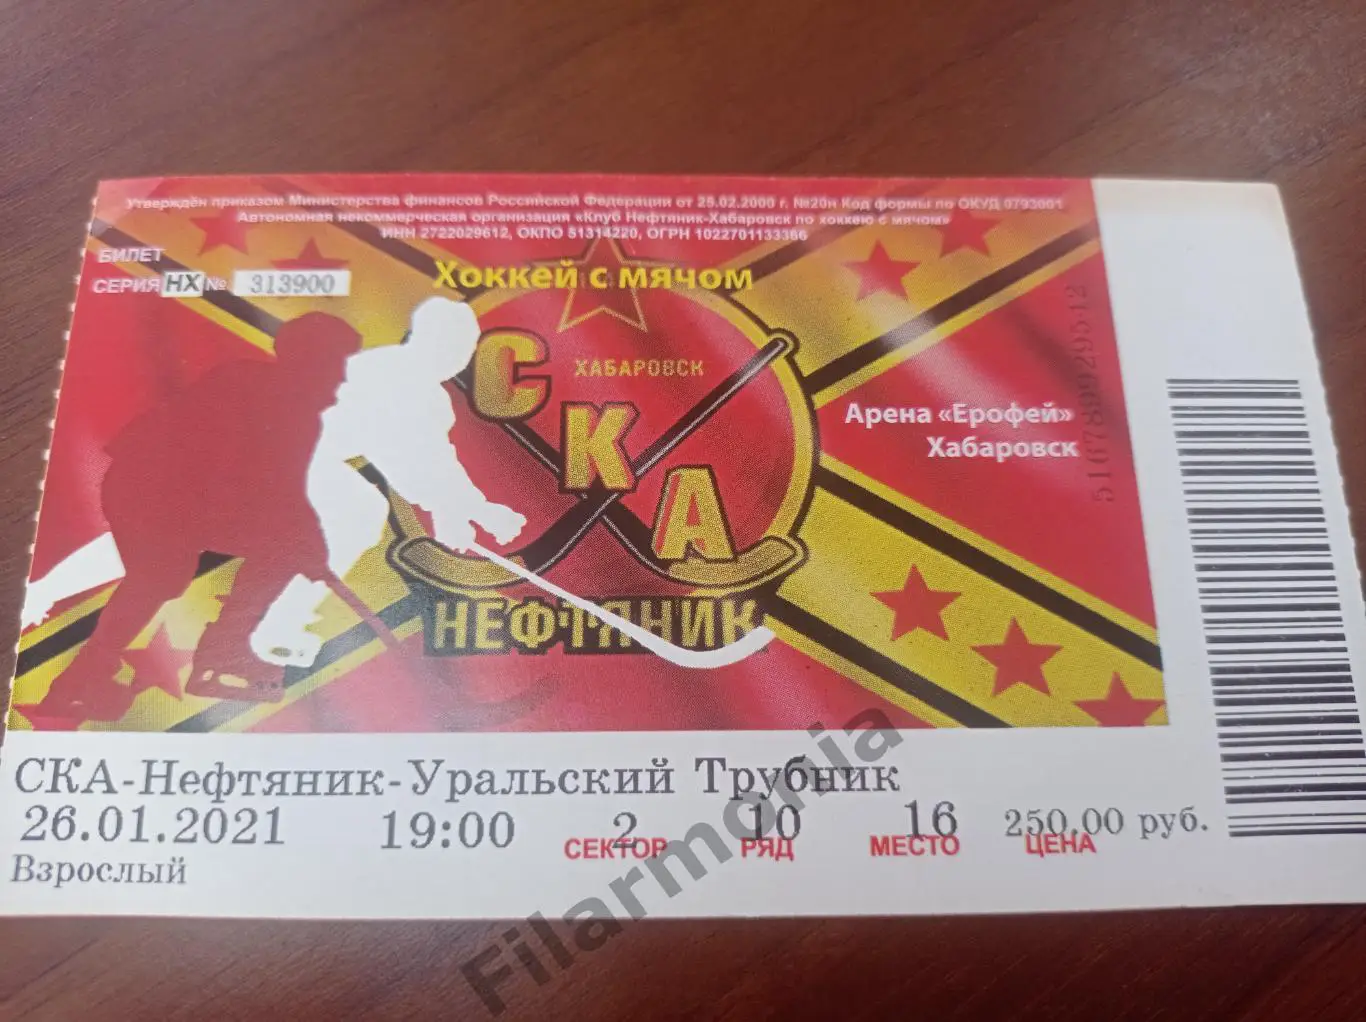 Утверждён приказом Министерства финансов Российской Федерации от 25.02.2000 г. №20н Код формы по ОКУД 0793001
Автономная некоммерческая организация «Клуб Нефтяник-Хабаровск по хоккею с мячом»
ИНН 2722029612, ОКПО 51314220, ОГРН 1022701133366
БИЛЕТ
СЕРИЯ НХ № 313900
Хоккей с мячом
ХАБАРОВСК
СКА
НЕФТЯНИК
Арена «Ерофей»
Хабаровск
СКА-Нефтяник-Уральский Трубник
26.01.2021 19:00 2 10 16 250.00 руб.
СЕКТОР РЯД МЕСТО ЦЕНА
Взрослый
Filarmonia